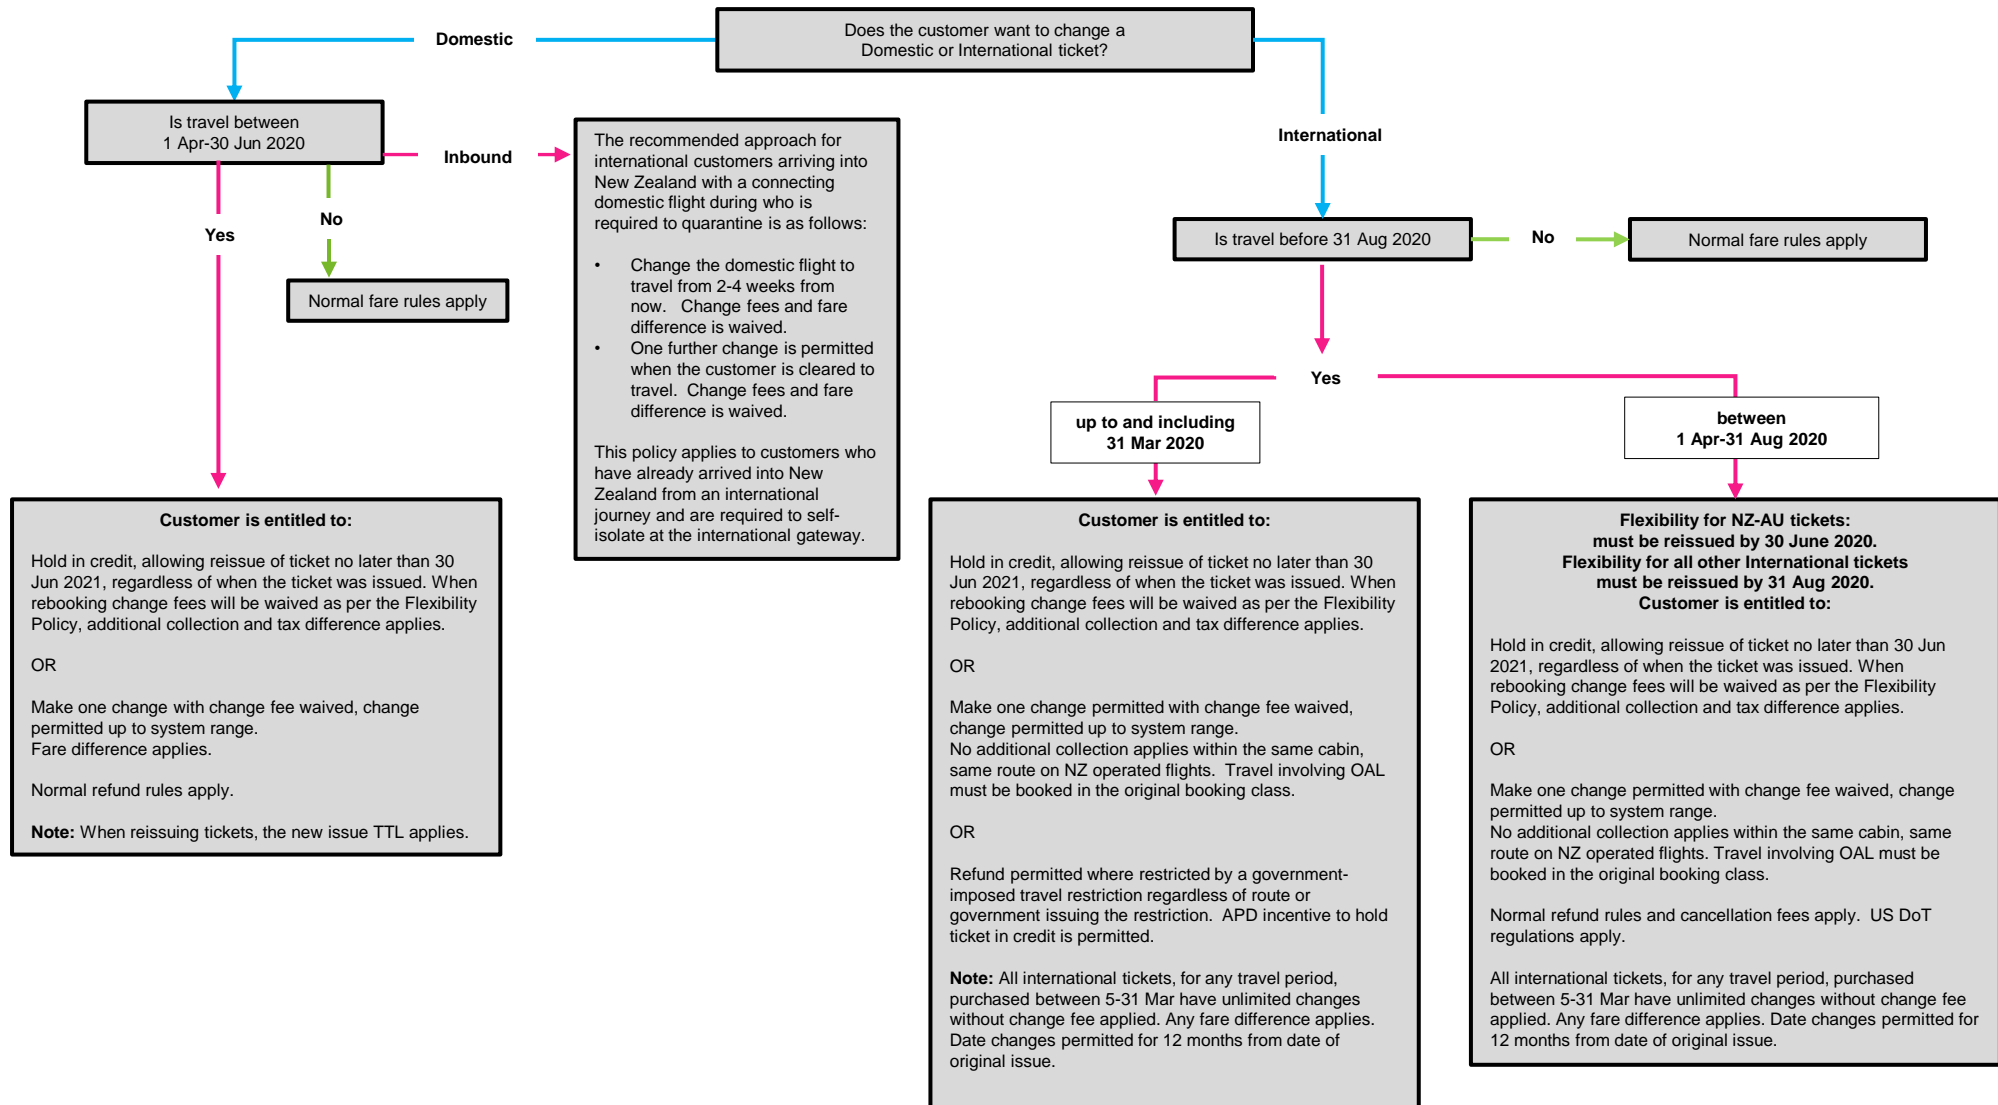 Does the customer want to change a
Domestic or International ticket?
Domestic
International
Is travel between
1 Apr-30 Jun 2020
Inbound
Yes
No
Normal fare rules apply
The recommended approach for
international customers arriving into
New Zealand with a connecting
domestic flight during who is
required to quarantine is as follows:
• Change the domestic flight to
travel from 2-4 weeks from
now. Change fees and fare
difference is waived.
• One further change is permitted
when the customer is cleared to
travel. Change fees and fare
difference is waived.
This policy applies to customers who
have already arrived into New
Zealand from an international
journey and are required to self-
isolate at the international gateway.
Is travel before 31 Aug 2020
No
Normal fare rules apply
Yes
up to and including
31 Mar 2020
between
1 Apr-31 Aug 2020
Customer is entitled to:
Hold in credit, allowing reissue of ticket no later than 30
Jun 2021, regardless of when the ticket was issued. When
rebooking change fees will be waived as per the Flexibility
Policy, additional collection and tax difference applies.
OR
Make one change with change fee waived, change
permitted up to system range.
Fare difference applies.
Normal refund rules apply.
Note: When reissuing tickets, the new issue TTL applies.
Customer is entitled to:
Hold in credit, allowing reissue of ticket no later than 30
Jun 2021, regardless of when the ticket was issued. When
rebooking change fees will be waived as per the Flexibility
Policy, additional collection and tax difference applies.
OR
Make one change permitted with change fee waived,
change permitted up to system range.
No additional collection applies within the same cabin,
same route on NZ operated flights. Travel involving OAL
must be booked in the original booking class.
OR
Refund permitted where restricted by a government-
imposed travel restriction regardless of route or
government issuing the restriction. APD incentive to hold
ticket in credit is permitted.
Note: All international tickets, for any travel period,
purchased between 5-31 Mar have unlimited changes
without change fee applied. Any fare difference applies.
Date changes permitted for 12 months from date of
original issue.
Flexibility for NZ-AU tickets:
must be reissued by 30 June 2020.
Flexibility for all other International tickets
must be reissued by 31 Aug 2020.
Customer is entitled to:
Hold in credit, allowing reissue of ticket no later than 30 Jun
2021, regardless of when the ticket was issued. When
rebooking change fees will be waived as per the Flexibility
Policy, additional collection and tax difference applies.
OR
Make one change permitted with change fee waived, change
permitted up to system range.
No additional collection applies within the same cabin, same
route on NZ operated flights. Travel involving OAL must be
booked in the original booking class.
Normal refund rules and cancellation fees apply. US DoT
regulations apply.
All international tickets, for any travel period, purchased
between 5-31 Mar have unlimited changes without change fee
applied. Any fare difference applies. Date changes permitted for
12 months from date of original issue.